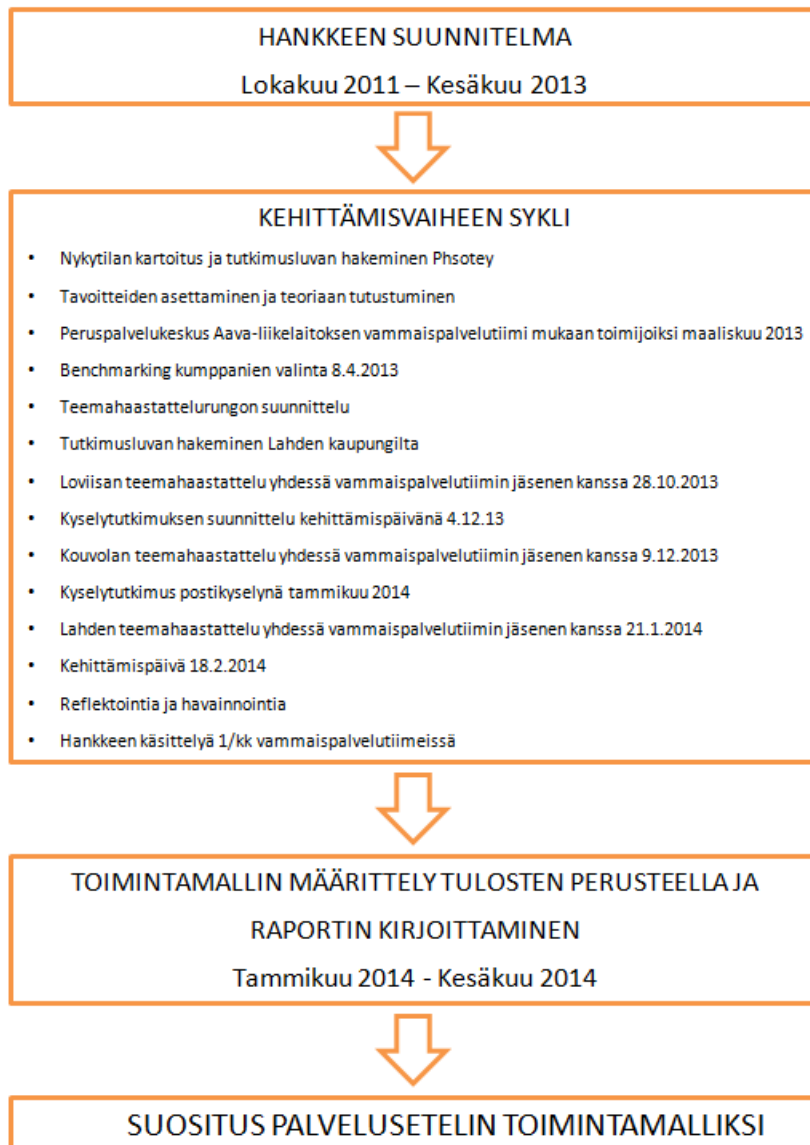 HANKKEEN SUUNNITELMA
Lokakuu 2011 – Kesäkuu 2013
KEHITTÄMISVAIHEEN SYKLI
• Nykytilan kartoitus ja tutkimusluvan hakeminen Phsotey
• Tavoitteiden asettaminen ja teoriaan tutustuminen
• Peruspalvelukeskus Aava-liikelaitoksen vammaispalvelutiimi mukaan toimijoiksi maaliskuu 2013
• Benchmarking kumppanien valinta 8.4.2013
• Teemahaastattelurungon suunnittelu
• Tutkimusluvan hakeminen Lahden kaupungilta
• Loviisan teemahaastattelu yhdessä vammaispalvelutiimin jäsenen kanssa 28.10.2013
• Kyselytutkimuksen suunnittelu kehittämispäivänä 4.12.13
• Kouvolan teemahaastattelu yhdessä vammaispalvelutiimin jäsenen kanssa 9.12.2013
• Kyselytutkimus postikyselynä tammikuu 2014
• Lahden teemahaastattelu yhdessä vammaispalvelutiimin jäsenen kanssa 21.1.2014
• Kehittämispäivä 18.2.2014
• Reflektointia ja havainnointia
• Hankkeen käsittelyä 1/kk vammaispalvelutiimeissä
TOIMINTAMALLIN MÄÄRITTELY TULOSTEN PERUSTEELLA JA
RAPORTIN KIRJOITTAMINEN
Tammikuu 2014 - Kesäkuu 2014
SUOSITUS PALVELUSETELIN TOIMINTAMALLIKSI